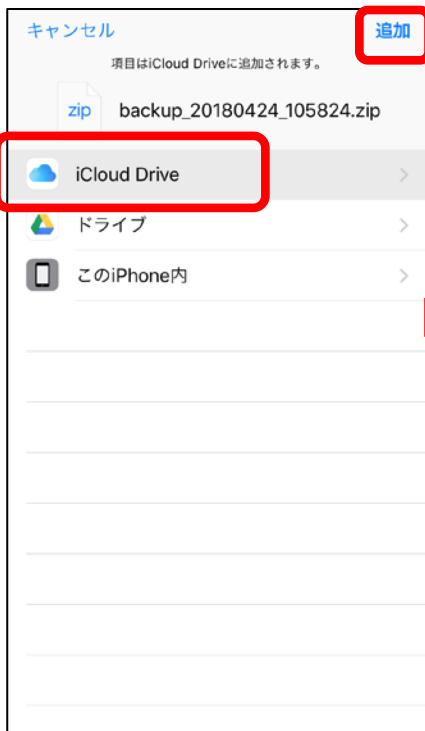 キャンセル
追加
項目はiCloud Driveに追加されます。
zip
backup_20180424_105824.zip
iCloud Drive
ドライブ
このiPhone内